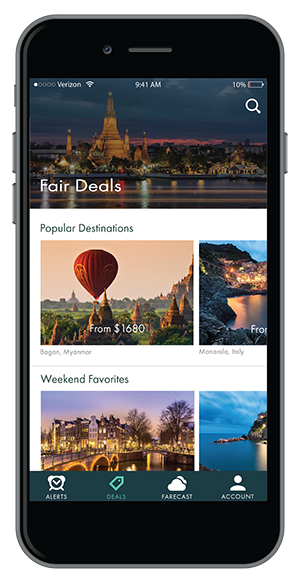 Verizon 9:41 AM 10%
Fair Deals
Popular Destinations
From $1680
Fro
Bagan, Myanmar
Manarola, Italy
Weekend Favorites
ALERTS DEALS FARECAST ACCOUNT